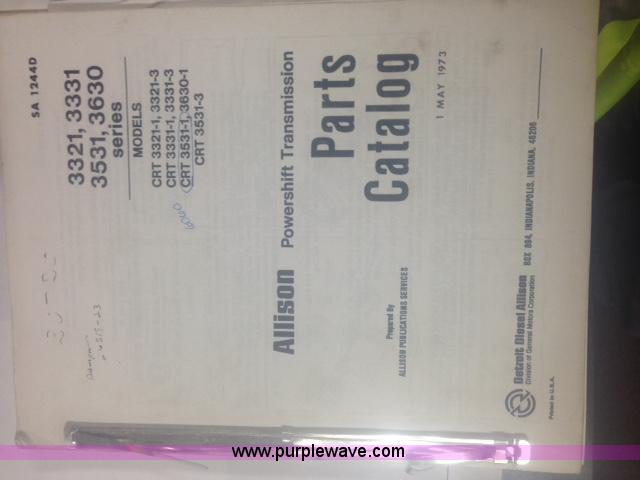 SA 1244D
3321, 3331
3531, 3630
series
MODELS
CRT 3321-1, 3321-3
CRT 3331-1, 3331-3
CRT 3531-1, 3630-1
CRT 3531-3
6040
Allison Powershift Transmission
Parts
Catalog
1 MAY 1973
Prepared By
ALLISON PUBLICATIONS SERVICES
Detroit Diesel Allison
Division of General Motors Corporation
BOX 894, INDIANAPOLIS, INDIANA, 46206
Printed in U.S.A.
www.purplewave.com